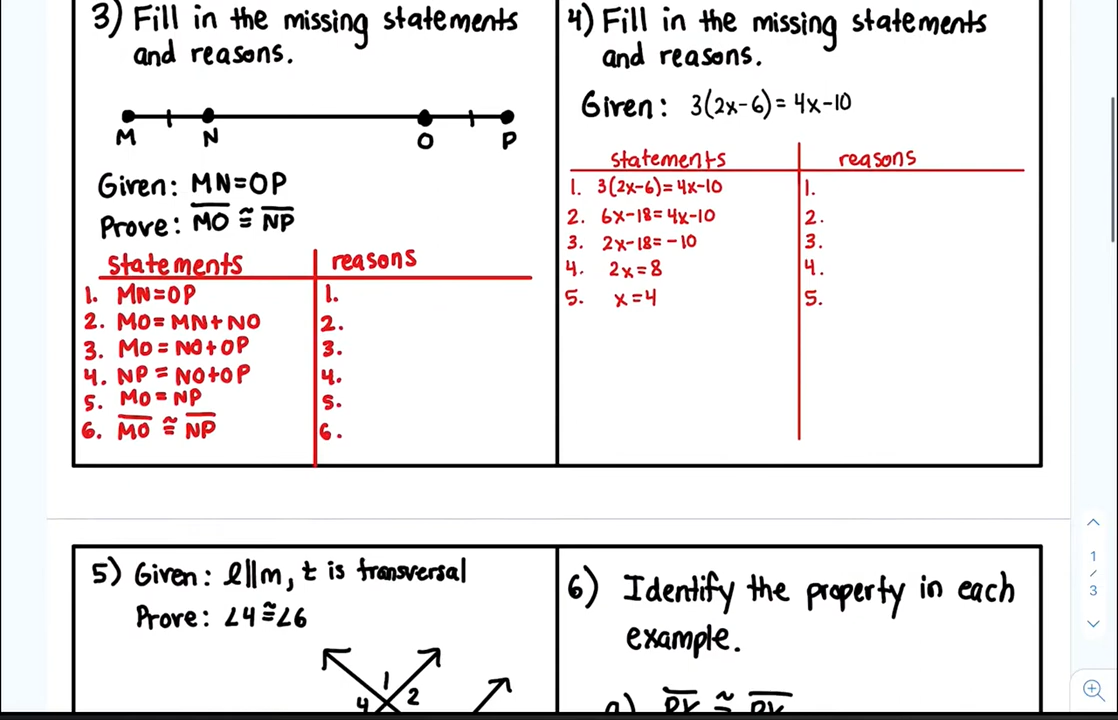 3) Fill in the missing statements
and reasons.
M N O P
Given: MN=OP
Prove: M̅O̅ ≅ N̅P̅
statements reasons
1. MN=OP 1.
2. MO=MN+NO 2.
3. MO=NO+OP 3.
4. NP=NO+OP 4.
5. MO=NP 5.
6. M̅O̅ ≅ N̅P̅ 6.
4) Fill in the missing statements
and reasons.
Given: 3(2x-6)=4x-10
statements reasons
1. 3(2x-6)=4x-10 1.
2. 6x-18=4x-10 2.
3. 2x-18=-10 3.
4. 2x=8 4.
5. x=4 5.
5) Given: l||m, t is transversal
Prove: ∠4≅∠6
1
4 2
6) Identify the property in each
example.
1
/
3